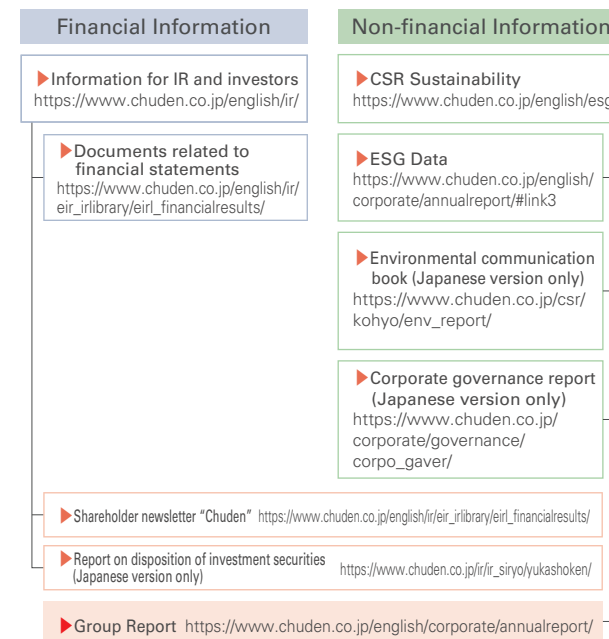 Financial Information
Non-financial Information
Information for IR and investors
https://www.chuden.co.jp/english/ir/
Documents related to
financial statements
https://www.chuden.co.jp/english/ir/
eir_irlibrary/eirl_financialresults/
CSR Sustainability
https://www.chuden.co.jp/english/esg
ESG Data
https://www.chuden.co.jp/english/
corporate/annualreport/#link3
Environmental communication
book (Japanese version only)
https://www.chuden.co.jp/csr/
kohyo/env_report/
Corporate governance report
(Japanese version only)
https://www.chuden.co.jp/
corporate/governance/
corpo_gaver/
Shareholder newsletter “Chuden” https://www.chuden.co.jp/english/ir/eir_irlibrary/eirl_financialresults/
Report on disposition of investment securities
(Japanese version only) https://www.chuden.co.jp/ir/ir_siryo/yukashoken/
Group Report https://www.chuden.co.jp/english/corporate/annualreport/